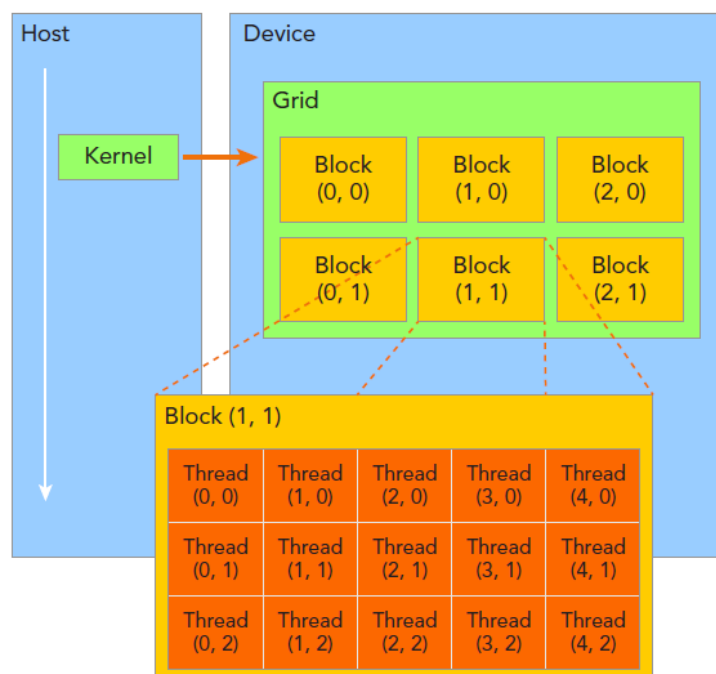 Host
Device
Grid
Kernel
Block
(0, 0)
Block
(1, 0)
Block
(2, 0)
Block
(0, 1)
Block
(1, 1)
Block
(2, 1)
Block (1, 1)
Thread
(0, 0)
Thread
(1, 0)
Thread
(2, 0)
Thread
(3, 0)
Thread
(4, 0)
Thread
(0, 1)
Thread
(1, 1)
Thread
(2, 1)
Thread
(3, 1)
Thread
(4, 1)
Thread
(0, 2)
Thread
(1, 2)
Thread
(2, 2)
Thread
(3, 2)
Thread
(4, 2)